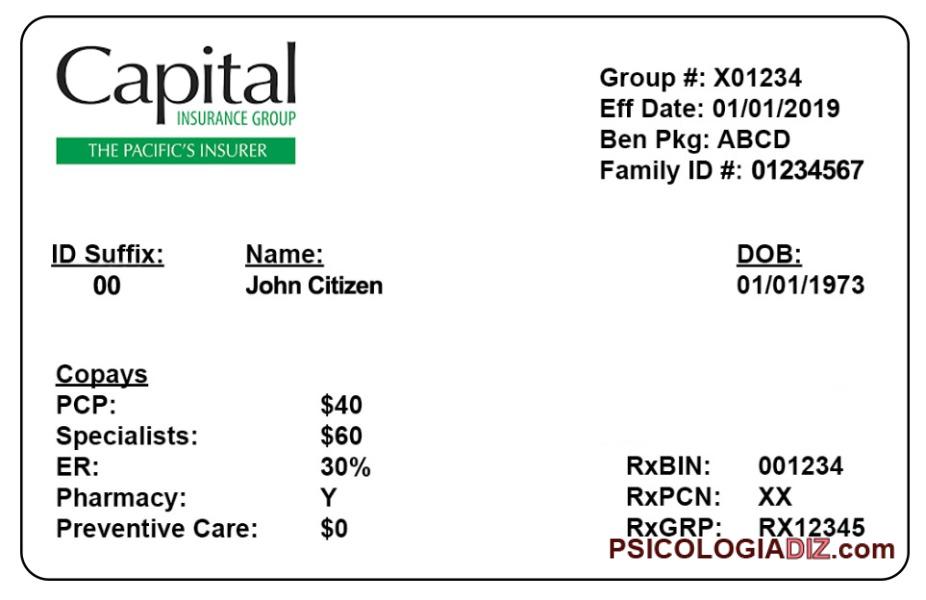 Capital
INSURANCE GROUP
THE PACIFIC'S INSURER
Group #: X01234
Eff Date: 01/01/2019
Ben Pkg: ABCD
Family ID #: 01234567
ID Suffix: Name: DOB:
00 John Citizen 01/01/1973
Copays
PCP: $40
Specialists: $60
ER: 30%
Pharmacy: Y
Preventive Care: $0
RxBIN: 001234
RxPCN: XX
RxGRP: RX12345
PSICOLOGIADIZ.com